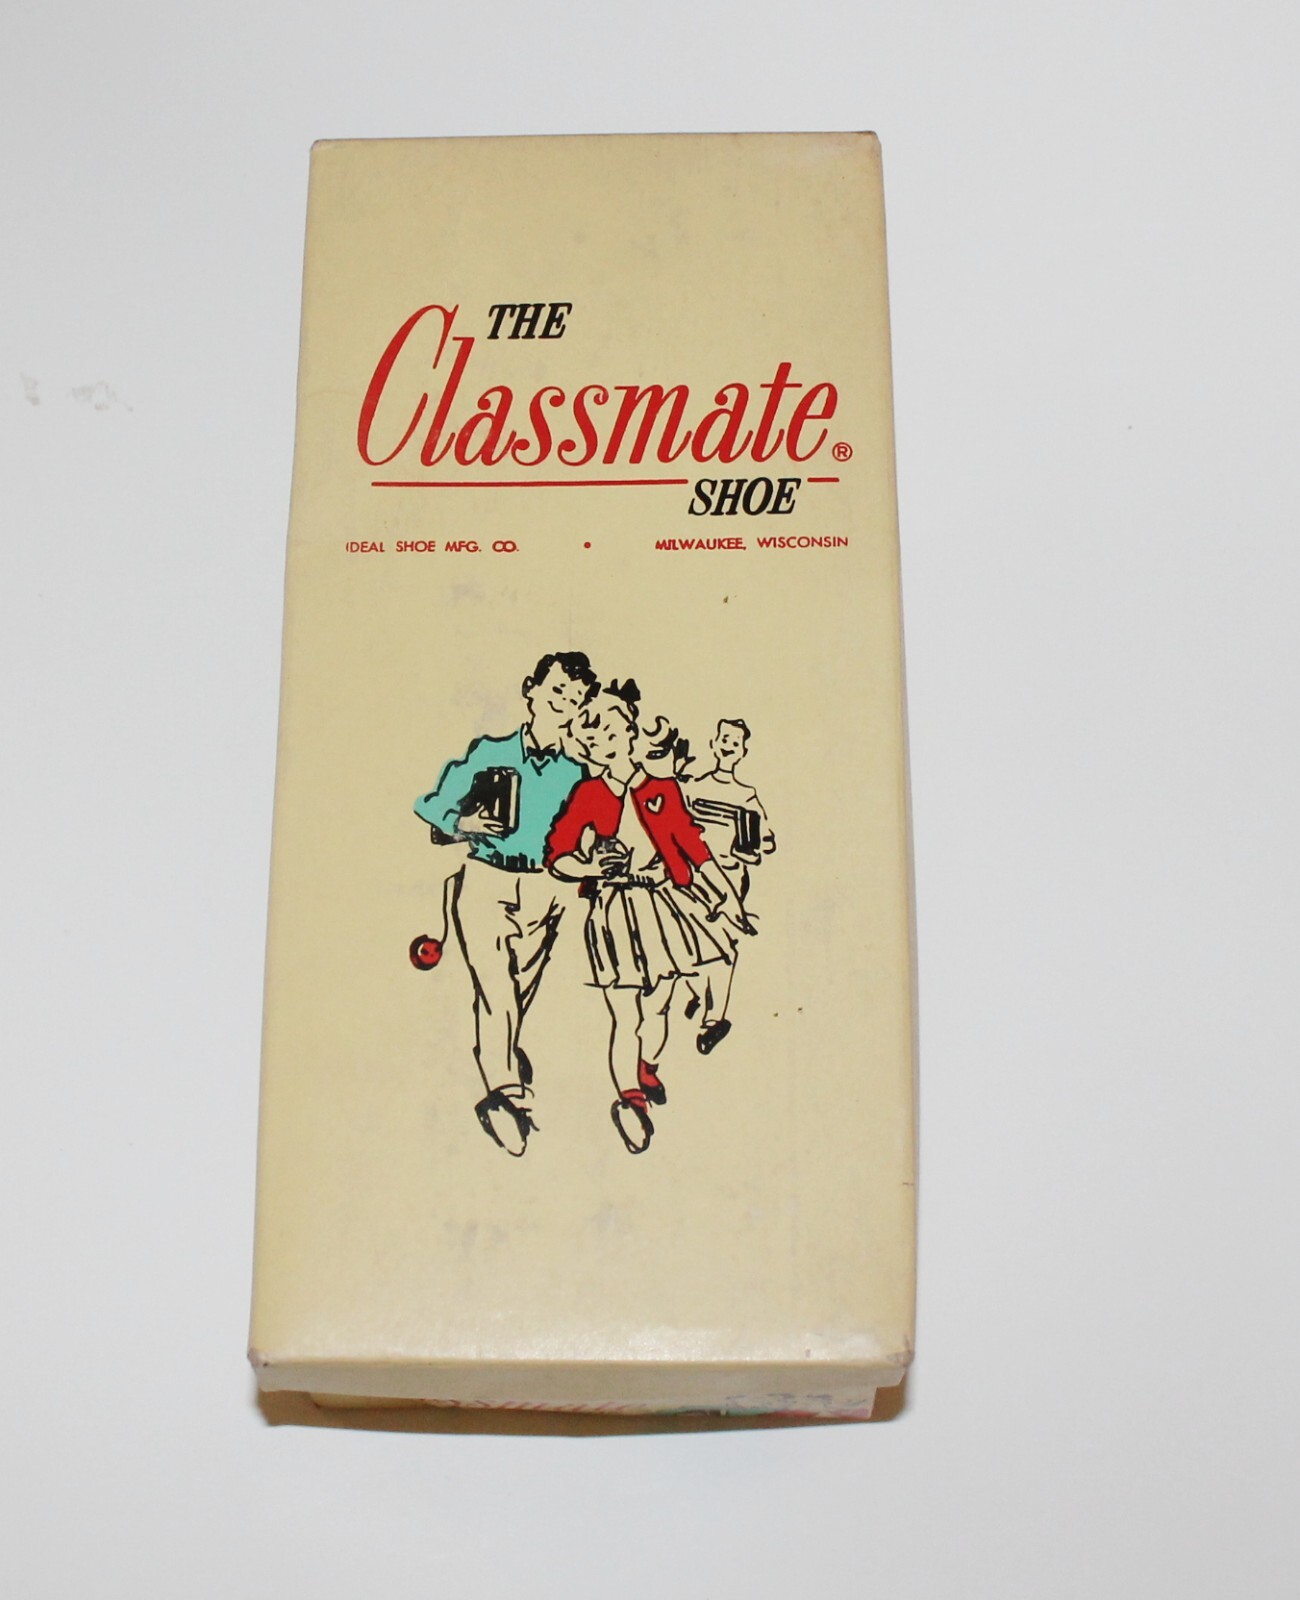 THE
Classmate®
SHOE
IDEAL SHOE MFG. CO. • MILWAUKEE, WISCONSIN